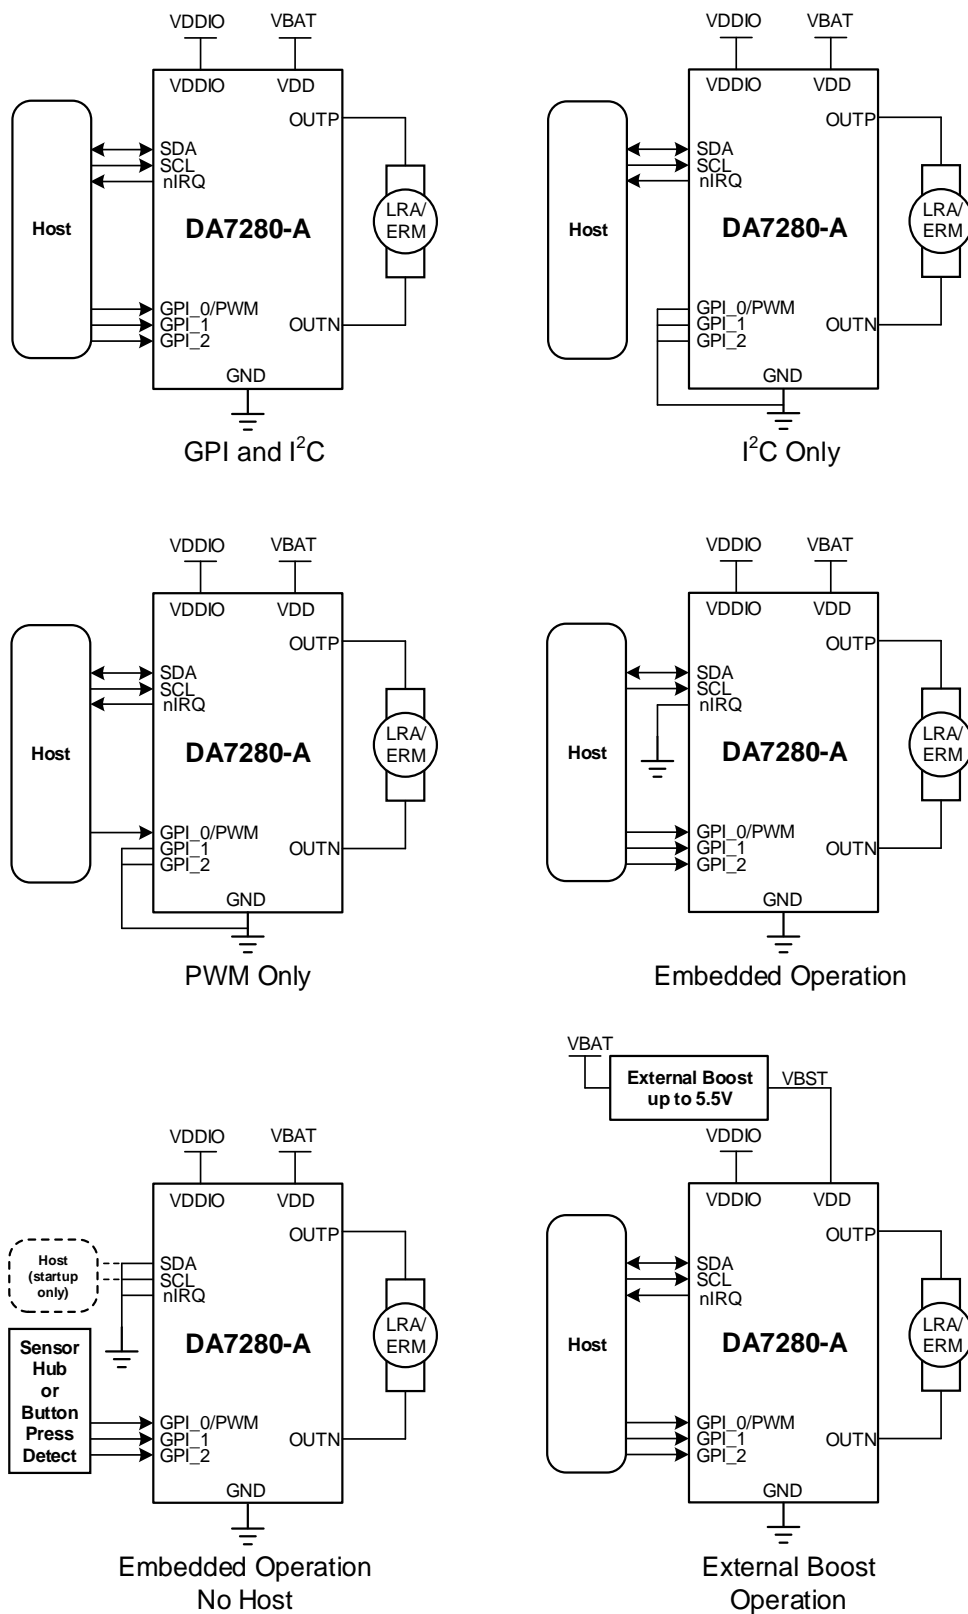 VDDIO VBAT
VDDIO VDD
OUTP
SDA
SCL
nIRQ
Host
DA7280-A
LRA/
ERM
GPI_0/PWM
GPI_1
GPI_2
OUTN
GND
GPI and I²C
VDDIO VBAT
VDDIO VDD
OUTP
SDA
SCL
nIRQ
Host
DA7280-A
LRA/
ERM
GPI_0/PWM
GPI_1
GPI_2
OUTN
GND
I²C Only
VDDIO VBAT
VDDIO VDD
OUTP
SDA
SCL
nIRQ
Host
DA7280-A
LRA/
ERM
GPI_0/PWM
GPI_1
GPI_2
OUTN
GND
PWM Only
VDDIO VBAT
VDDIO VDD
OUTP
SDA
SCL
nIRQ
Host
DA7280-A
LRA/
ERM
GPI_0/PWM
GPI_1
GPI_2
OUTN
GND
Embedded Operation
VDDIO VBAT
VDDIO VDD
OUTP
Host
(startup
only)
SDA
SCL
nIRQ
Sensor
Hub
or
Button
Press
Detect
DA7280-A
LRA/
ERM
GPI_0/PWM
GPI_1
GPI_2
OUTN
GND
Embedded Operation
No Host
VBAT
External Boost
up to 5.5V
VBST
VDDIO
VDDIO VDD
OUTP
SDA
SCL
nIRQ
Host
DA7280-A
LRA/
ERM
GPI_0/PWM
GPI_1
GPI_2
OUTN
GND
External Boost
Operation